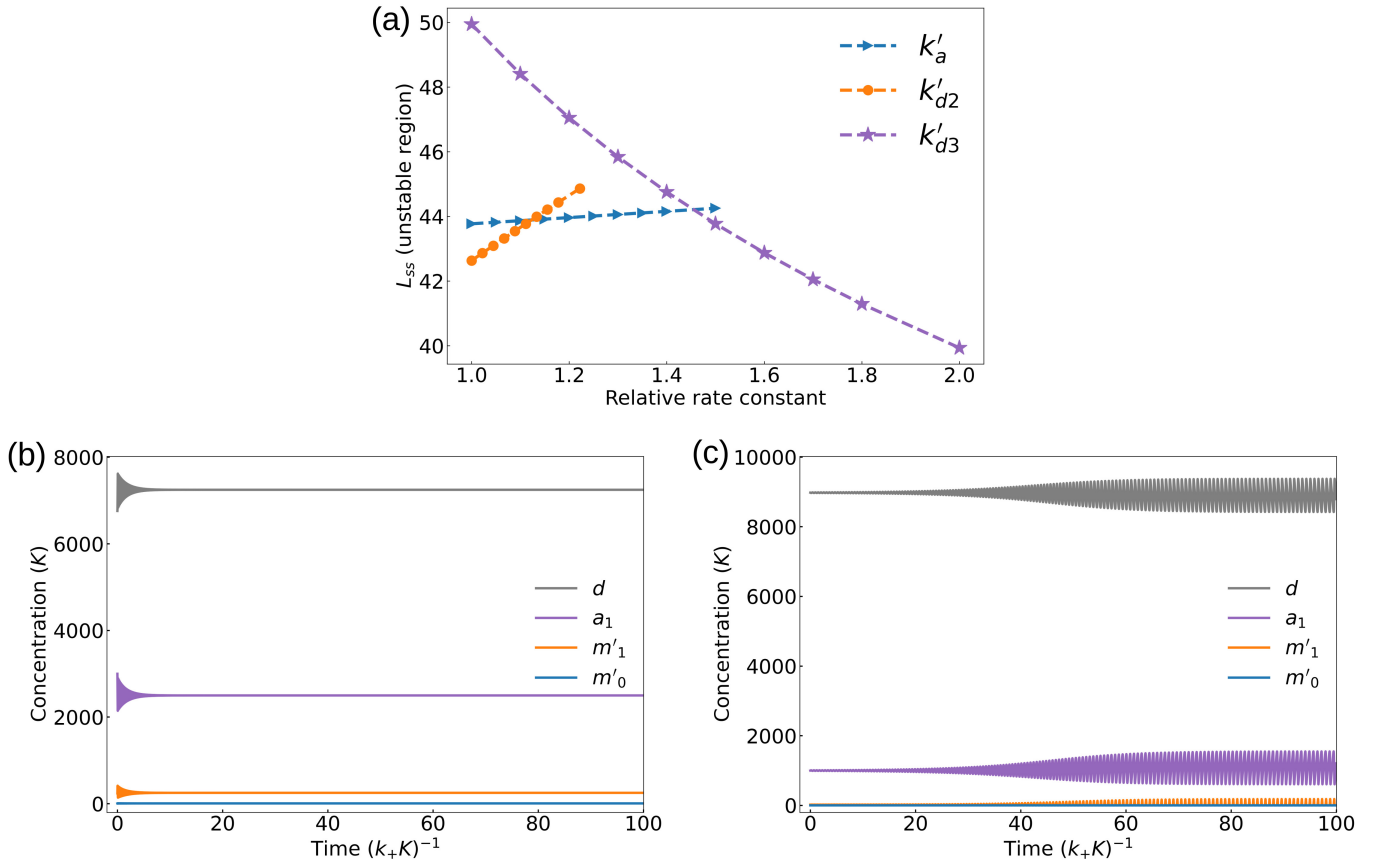 (a)
50
48
46
44
42
40
L_ss (unstable region)
k'_a
k'_d2
k'_d3
1.0 1.2 1.4 1.6 1.8 2.0
Relative rate constant
(b)
8000
6000
4000
2000
0
Concentration (K)
d
a_1
m'_1
m'_0
0 20 40 60 80 100
Time (k_+K)^-1
(c)
10000
8000
6000
4000
2000
0
Concentration (K)
d
a_1
m'_1
m'_0
0 20 40 60 80 100
Time (k_+K)^-1